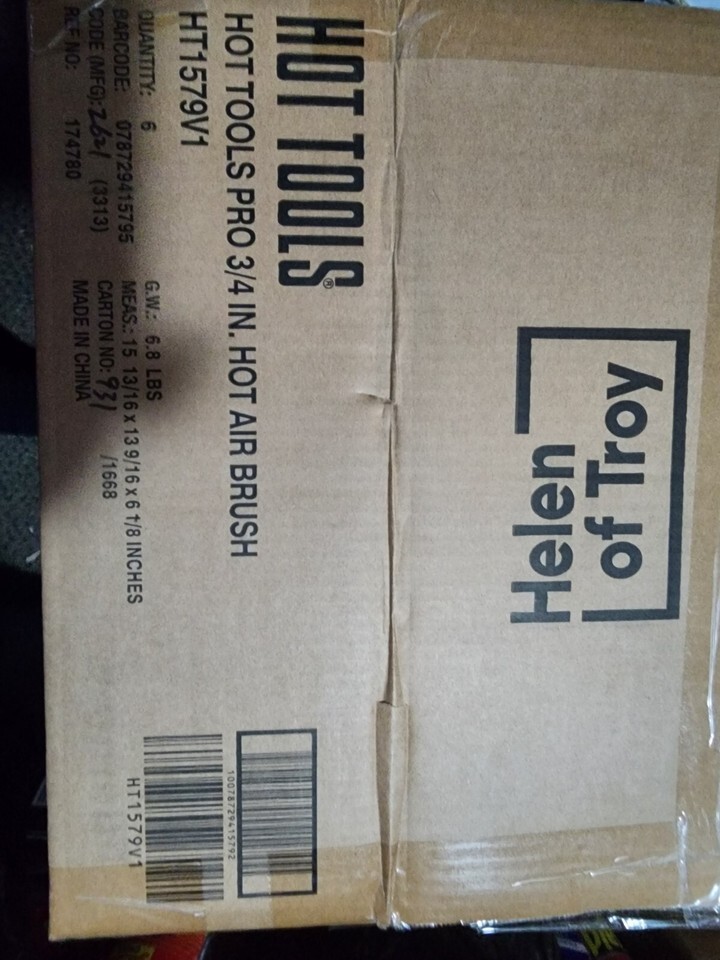 Helen
of Troy
HOT TOOLS®
HOT TOOLS PRO 3/4 IN. HOT AIR BRUSH
HT1579V1
QUANTITY: 6
BARCODE: 078729415795
CODE (MFG): 2621 (3313)
REF NO: 174780
G.W.: 6.8 LBS
MEAS.: 15 13/16 x 13 9/16 x 6 1/8 INCHES
CARTON NO: 931 /1668
MADE IN CHINA
10078729415792
HT1579V1